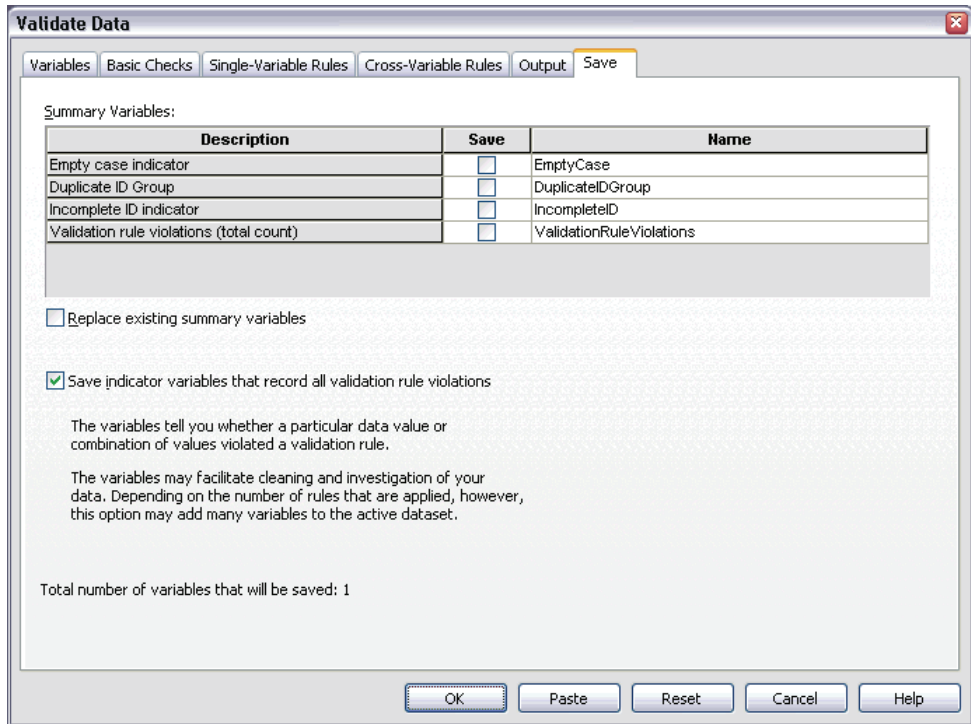 Validate Data
Variables Basic Checks Single-Variable Rules Cross-Variable Rules Output Save
Summary Variables:
Description Save Name
Empty case indicator EmptyCase
Duplicate ID Group DuplicateIDGroup
Incomplete ID indicator IncompleteID
Validation rule violations (total count) ValidationRuleViolations
Replace existing summary variables
Save indicator variables that record all validation rule violations
The variables tell you whether a particular data value or
combination of values violated a validation rule.
The variables may facilitate cleaning and investigation of your
data. Depending on the number of rules that are applied, however,
this option may add many variables to the active dataset.
Total number of variables that will be saved: 1
OK Paste Reset Cancel Help